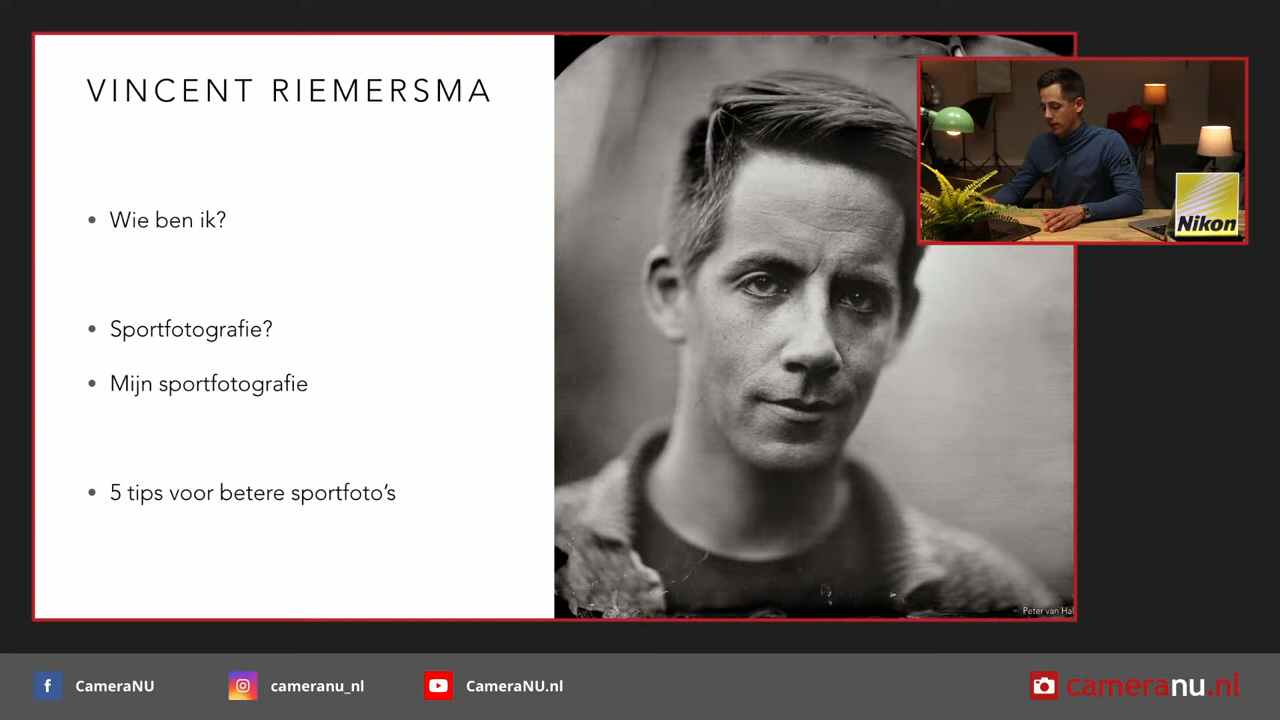 VINCENT RIEMERSMA
Wie ben ik?
Sportfotografie?
Mijn sportfotografie
5 tips voor betere sportfoto's
Nikon
Peter van Hal
CameraNU
cameranu_nl
CameraNU.nl
cameranu.nl